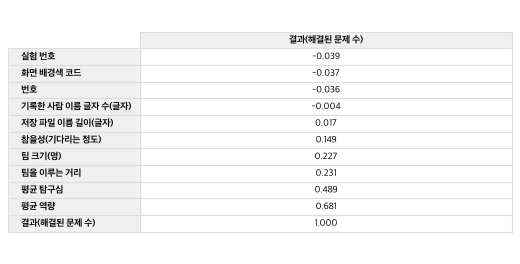 결과(해결된 문제 수)
실험 번호 -0.039
화면 배경색 코드 -0.037
번호 -0.036
기록한 사람 이름 글자 수(글자) -0.004
저장 파일 이름 길이(글자) 0.017
참을성(기다리는 정도) 0.149
팀 크기(명) 0.227
팀을 이루는 거리 0.231
평균 탐구심 0.489
평균 역량 0.681
결과(해결된 문제 수) 1.000